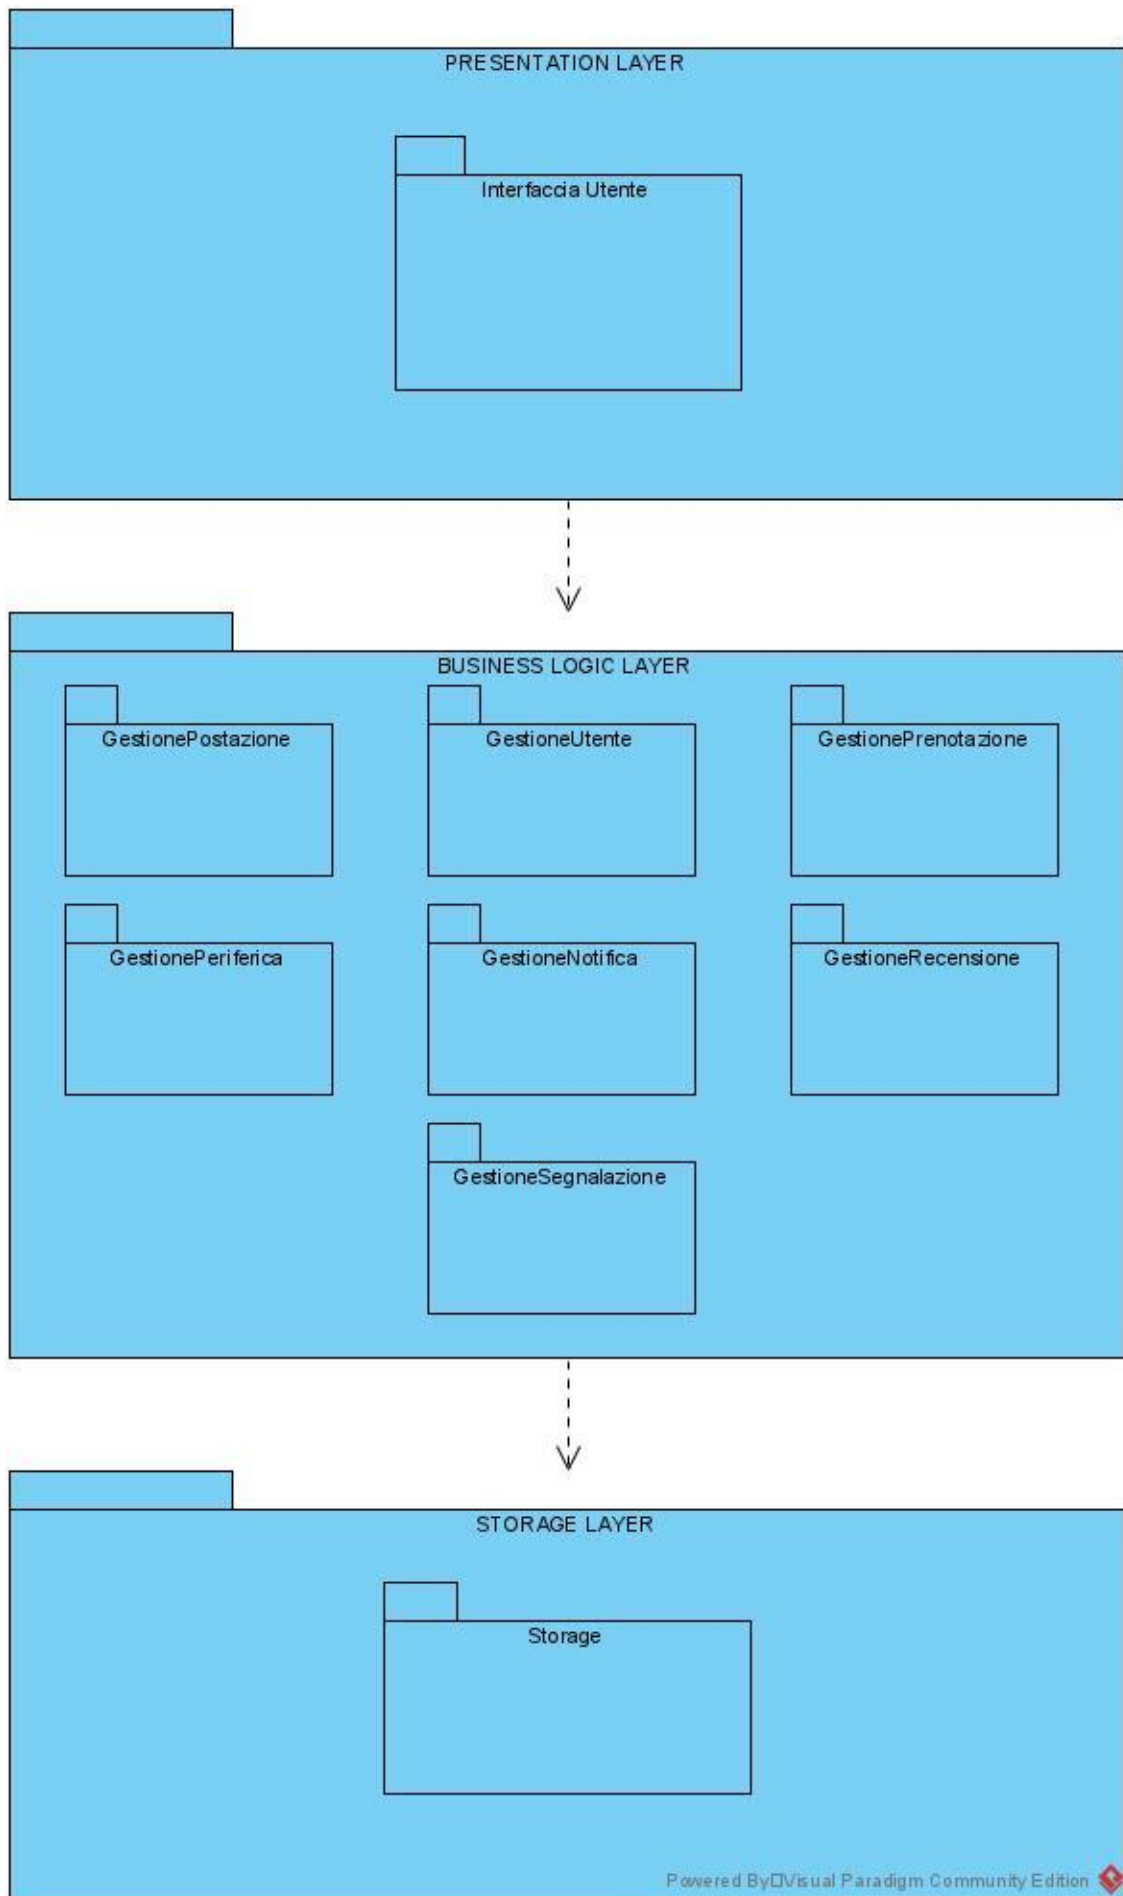 PRESENTATION LAYER
Interfaccia Utente
BUSINESS LOGIC LAYER
GestionePostazione
GestioneUtente
GestionePrenotazione
GestionePeriferica
GestioneNotifica
GestioneRecensione
GestioneSegnalazione
STORAGE LAYER
Storage
Powered By□Visual Paradigm Community Edition